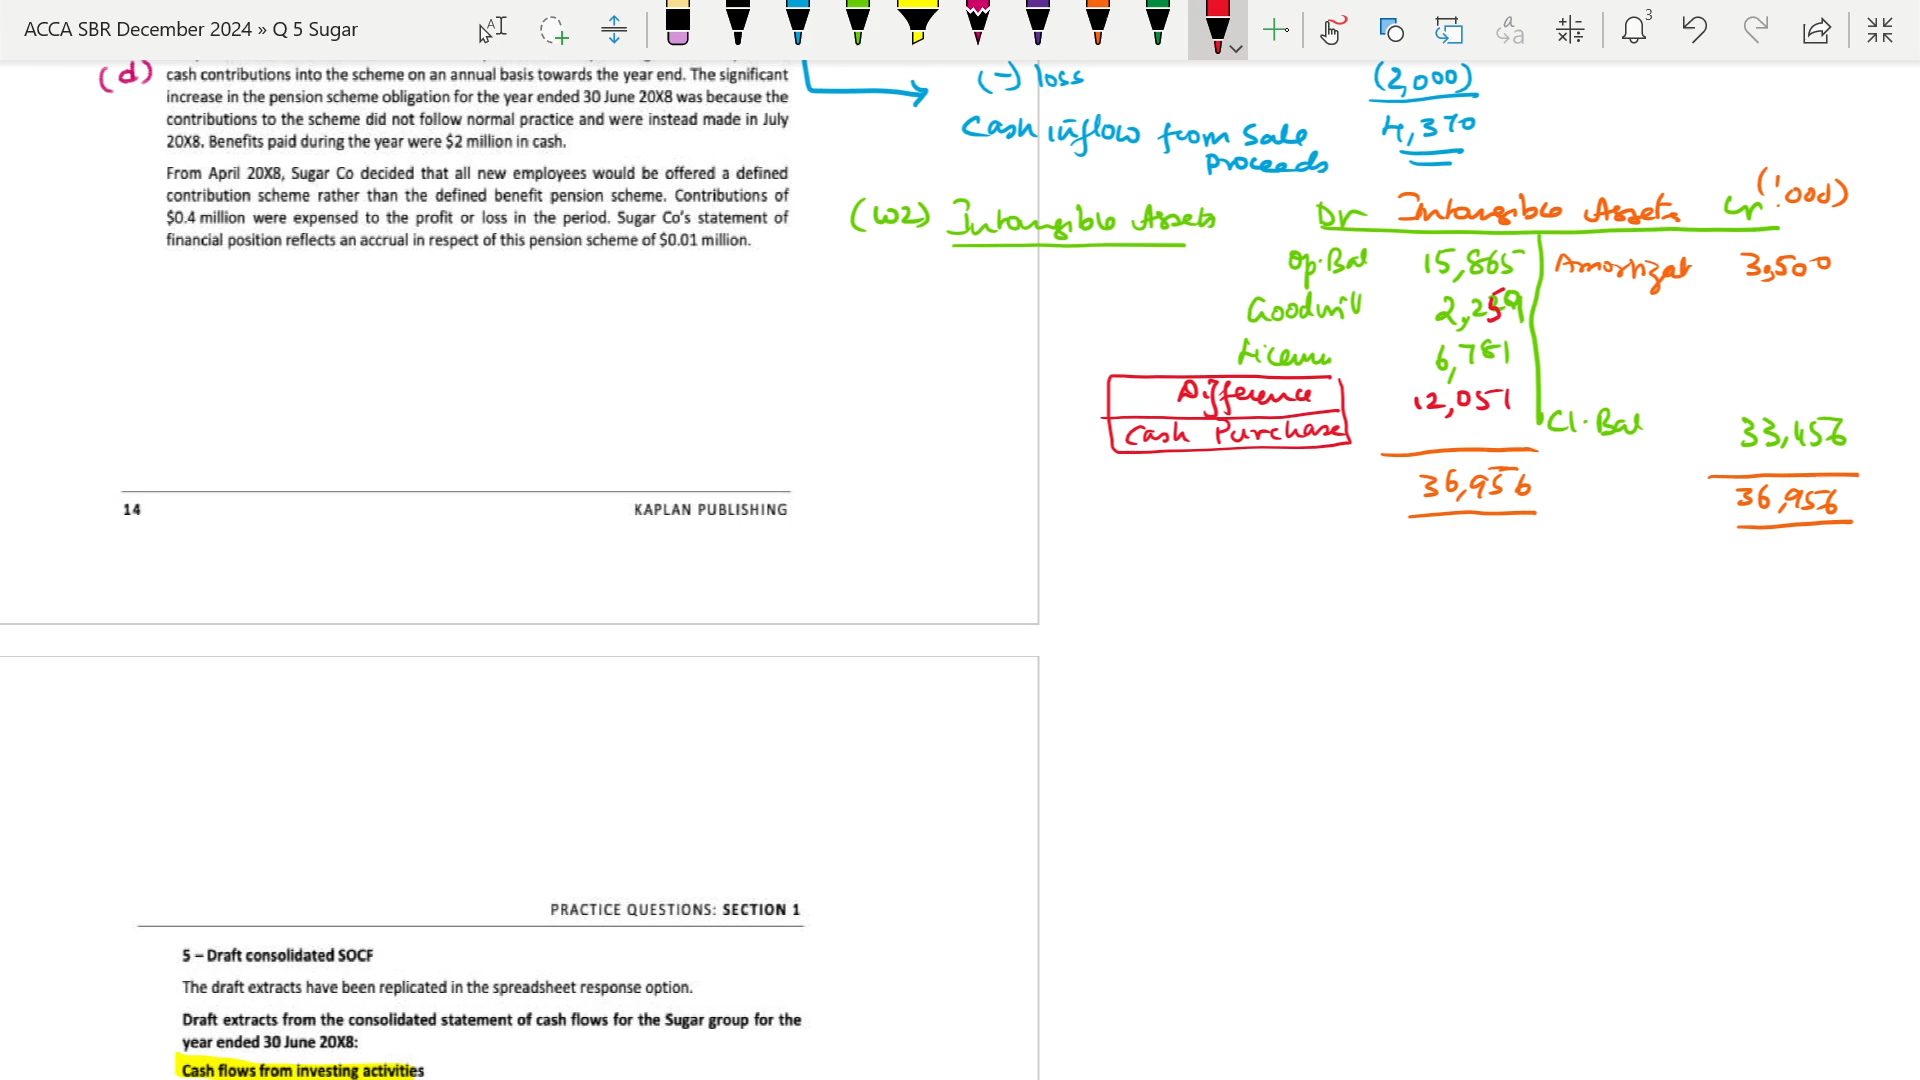 ACCA SBR December 2024 » Q 5 Sugar
3
(d)
cash contributions into the scheme on an annual basis towards the year end. The significant
increase in the pension scheme obligation for the year ended 30 June 20X8 was because the
contributions to the scheme did not follow normal practice and were instead made in July
20X8. Benefits paid during the year were $2 million in cash.
From April 20X8, Sugar Co decided that all new employees would be offered a defined
contribution scheme rather than the defined benefit pension scheme. Contributions of
$0.4 million were expensed to the profit or loss in the period. Sugar Co's statement of
financial position reflects an accrual in respect of this pension scheme of $0.01 million.
14 KAPLAN PUBLISHING
(-) loss (2,000)
Cash inflow from Sale Proceeds 4,370
(W2) Intangible Assets
Dr Intangible Assets Cr ('000)
Op. Bal 15,865 Amortizat 3,500
Goodwill
6,781
Difference 12,051
Cash Purchase
Cl. Bal 33,456
36,956 36,956
PRACTICE QUESTIONS: SECTION 1
5 – Draft consolidated SOCF
The draft extracts have been replicated in the spreadsheet response option.
Draft extracts from the consolidated statement of cash flows for the Sugar group for the
year ended 30 June 20X8:
Cash flows from investing activities